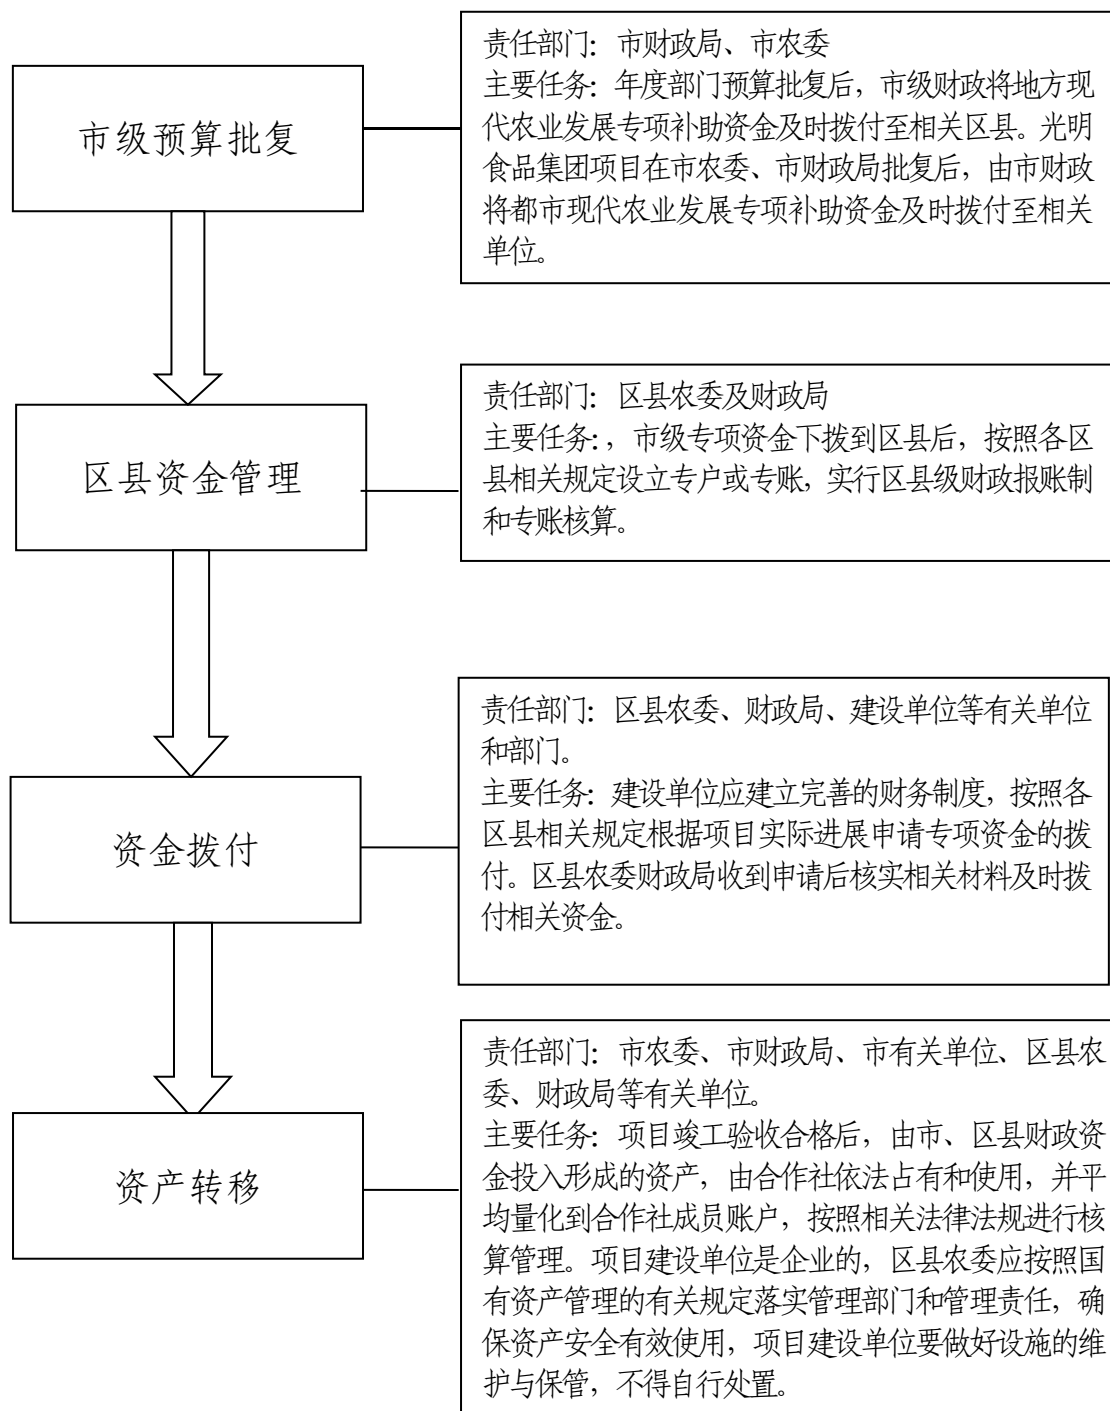 市级预算批复
责任部门：市财政局、市农委
主要任务：年度部门预算批复后，市级财政将地方现
代农业发展专项补助资金及时拨付至相关区县。光明
食品集团项目在市农委、市财政局批复后，由市财政
将都市现代农业发展专项补助资金及时拨付至相关
单位。
区县资金管理
责任部门：区县农委及财政局
主要任务：，市级专项资金下拨到区县后，按照各区
县相关规定设立专户或专账，实行区县级财政报账制
和专账核算。
资金拨付
责任部门：区县农委、财政局、建设单位等有关单位
和部门。
主要任务：建设单位应建立完善的财务制度，按照各
区县相关规定根据项目实际进展申请专项资金的拨
付。区县农委财政局收到申请后核实相关材料及时拨
付相关资金。
资产转移
责任部门：市农委、市财政局、市有关单位、区县农
委、财政局等有关单位。
主要任务：项目竣工验收合格后，由市、区县财政资
金投入形成的资产，由合作社依法占有和使用，并平
均量化到合作社成员账户，按照相关法律法规进行核
算管理。项目建设单位是企业的，区县农委应按照国
有资产管理的有关规定落实管理部门和管理责任，确
保资产安全有效使用，项目建设单位要做好设施的维
护与保管，不得自行处置。